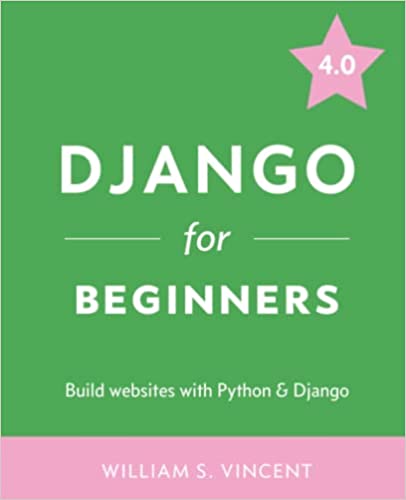 4.0
DJANGO
for
BEGINNERS
Build websites with Python & Django
WILLIAM S. VINCENT